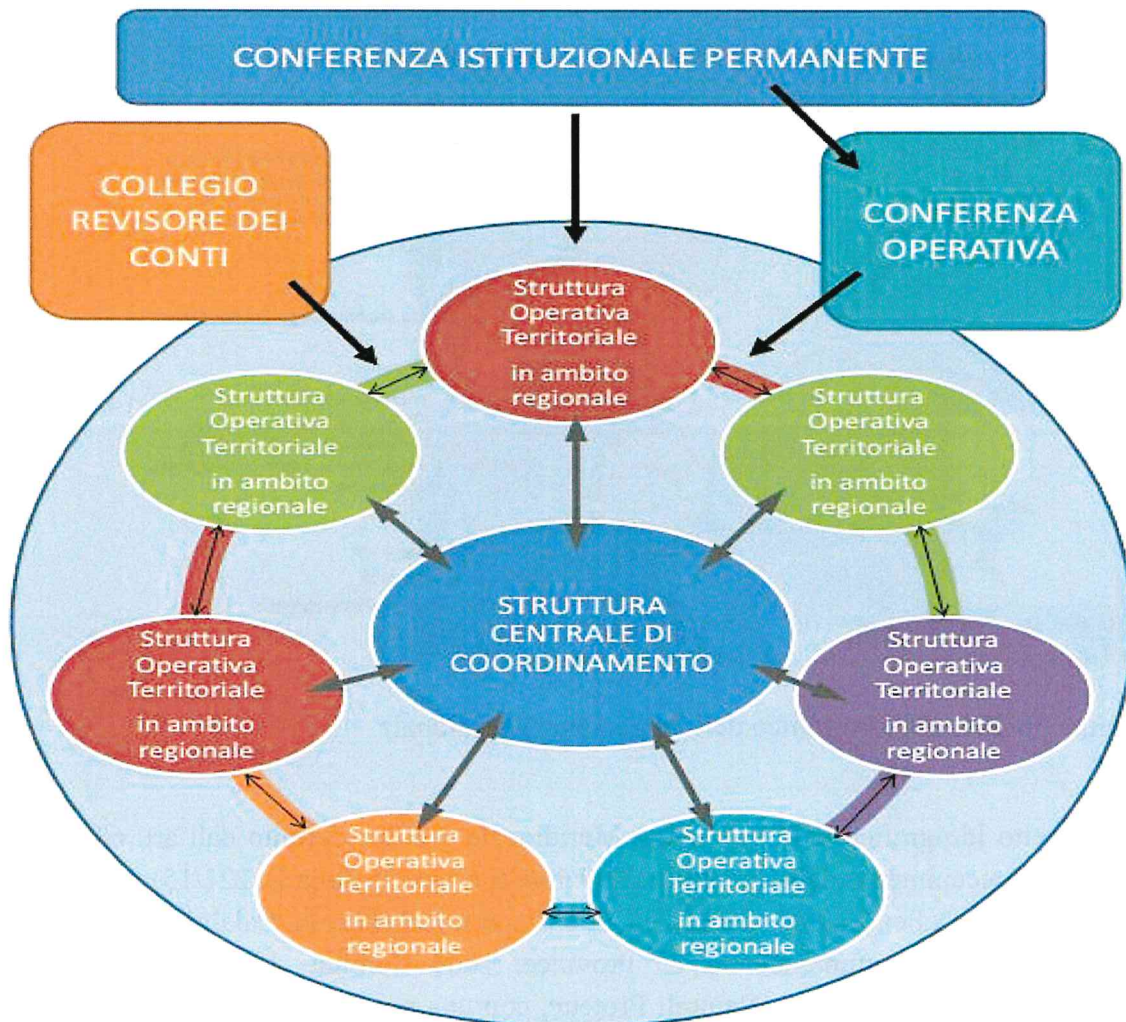 CONFERENZA ISTITUZIONALE PERMANENTE
COLLEGIO
REVISORE DEI
CONTI
CONFERENZA
OPERATIVA
Struttura
Operativa
Territoriale
in ambito
regionale
Struttura
Operativa
Territoriale
in ambito
regionale
Struttura
Operativa
Territoriale
in ambito
regionale
STRUTTURA
CENTRALE DI
COORDINAMENTO
Struttura
Operativa
Territoriale
in ambito
regionale
Struttura
Operativa
Territoriale
in ambito
regionale
Struttura
Operativa
Territoriale
in ambito
regionale
Struttura
Operativa
Territoriale
in ambito
regionale